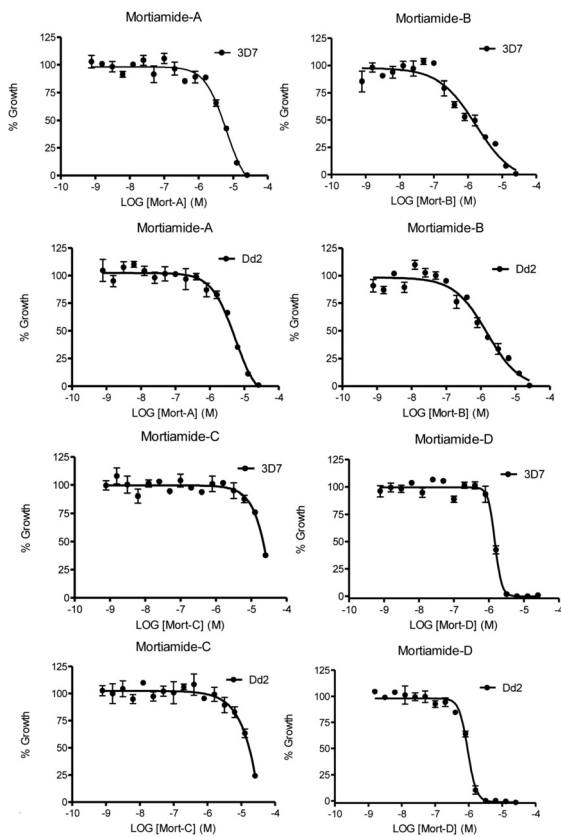 Mortiamide-A
% Growth
125
100
75
50
25
0
3D7
-10 -9 -8 -7 -6 -5 -4
LOG [Mort-A] (M)
Mortiamide-B
% Growth
125
100
75
50
25
0
3D7
-10 -9 -8 -7 -6 -5 -4
LOG [Mort-B] (M)
Mortiamide-A
% Growth
125
100
75
50
25
0
Dd2
-10 -9 -8 -7 -6 -5 -4
LOG [Mort-A] (M)
Mortiamide-B
% Growth
125
100
75
50
25
0
Dd2
-10 -9 -8 -7 -6 -5 -4
LOG [Mort-B] (M)
Mortiamide-C
% Growth
125
100
75
50
25
0
3D7
-10 -9 -8 -7 -6 -5 -4
LOG [Mort-C] (M)
Mortiamide-D
% Growth
125
100
75
50
25
0
3D7
-10 -9 -8 -7 -6 -5 -4
LOG [Mort-D] (M)
Mortiamide-C
% Growth
125
100
75
50
25
0
Dd2
-10 -9 -8 -7 -6 -5 -4
LOG [Mort-C] (M)
Mortiamide-D
% Growth
125
100
75
50
25
0
Dd2
-10 -9 -8 -7 -6 -5 -4
LOG [Mort-D] (M)